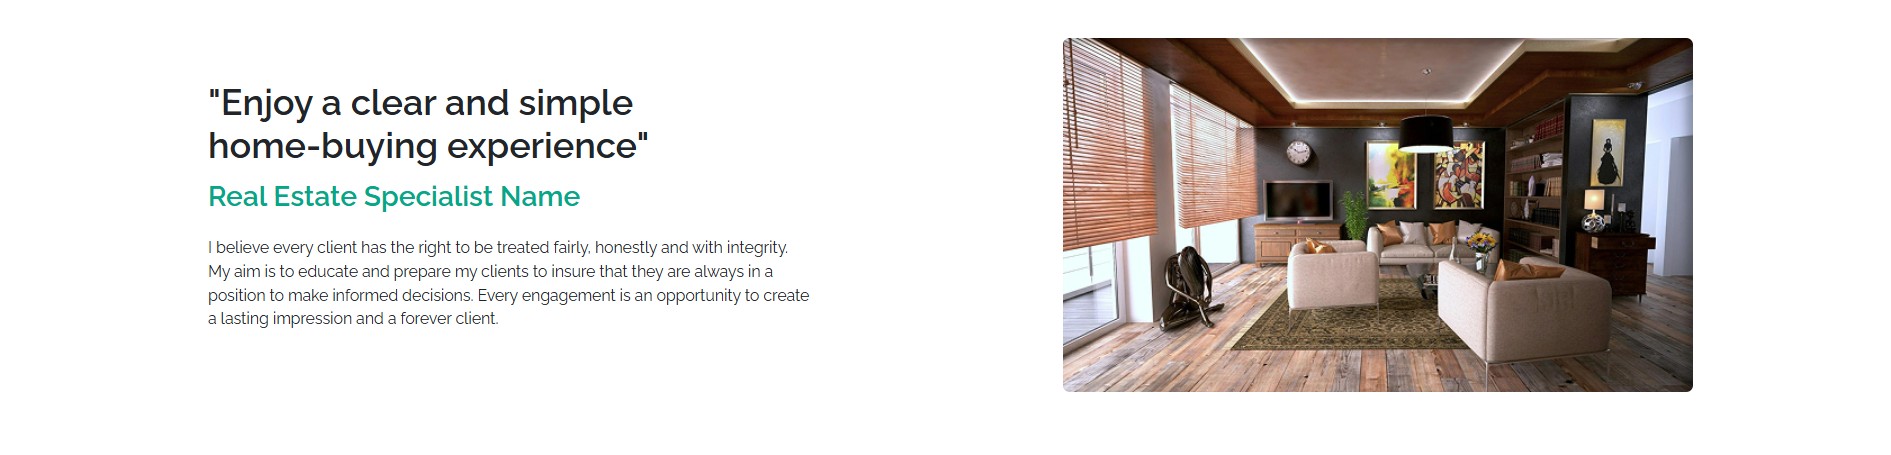 "Enjoy a clear and simple
home-buying experience"
Real Estate Specialist Name
I believe every client has the right to be treated fairly, honestly and with integrity.
My aim is to educate and prepare my clients to insure that they are always in a
position to make informed decisions. Every engagement is an opportunity to create
a lasting impression and a forever client.